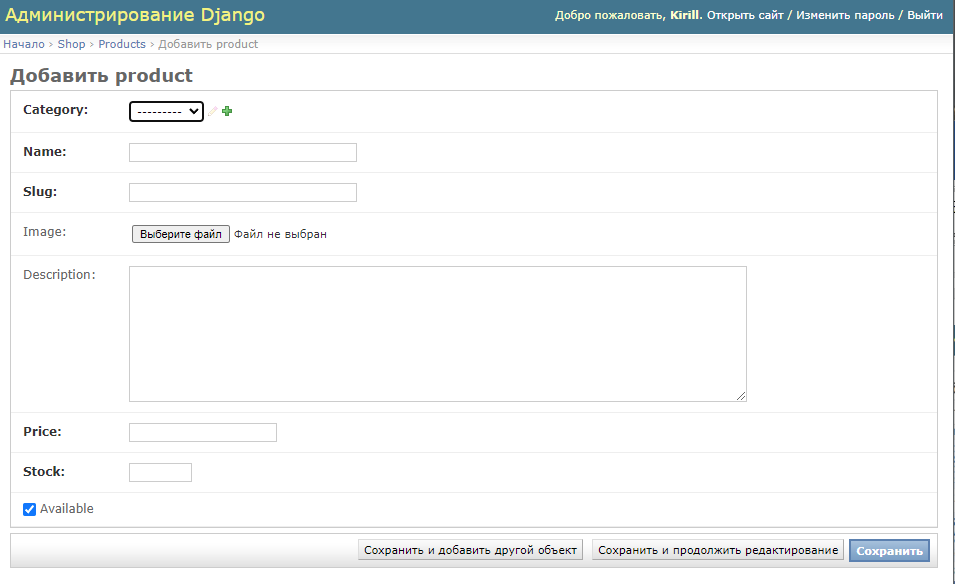 Администрирование Django
Добро пожаловать, Kirill. Открыть сайт / Изменить пароль / Выйти
Начало › Shop › Products › Добавить product
Добавить product
Category: ---------
Name:
Slug:
Image: Выберите файл Файл не выбран
Description:
Price:
Stock:
Available
Сохранить и добавить другой объект Сохранить и продолжить редактирование Сохранить